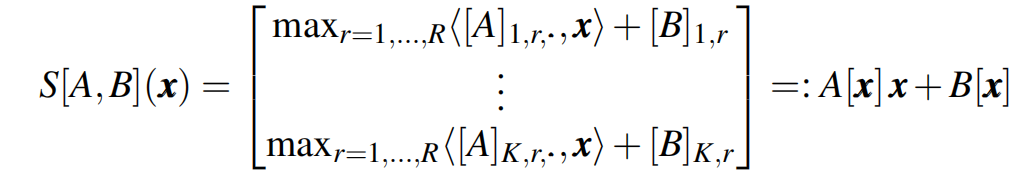 max_{r=1,...,R}⟨[A]_{1,r,·}, x⟩ + [B]_{1,r}
S[A,B](x) = ⋮ =: A[x] x + B[x]
max_{r=1,...,R}⟨[A]_{K,r,·}, x⟩ + [B]_{K,r}